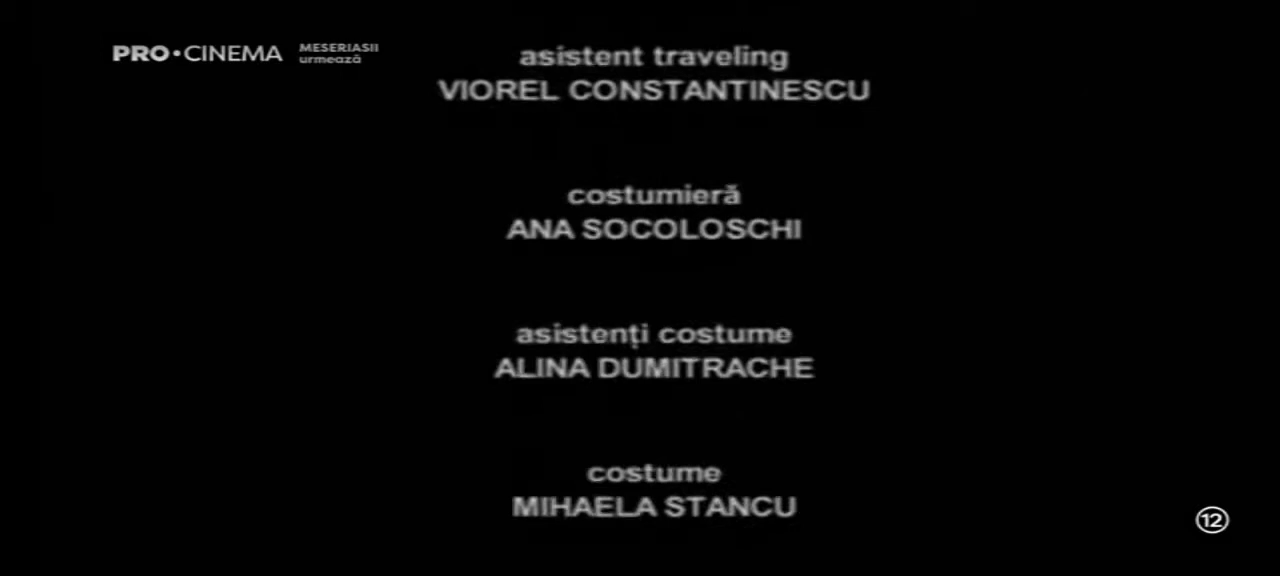 PRO•CINEMA
MESERIASII
urmează
asistent traveling
VIOREL CONSTANTINESCU
costumieră
ANA SOCOLOSCHI
asistenți costume
ALINA DUMITRACHE
costume
MIHAELA STANCU
12